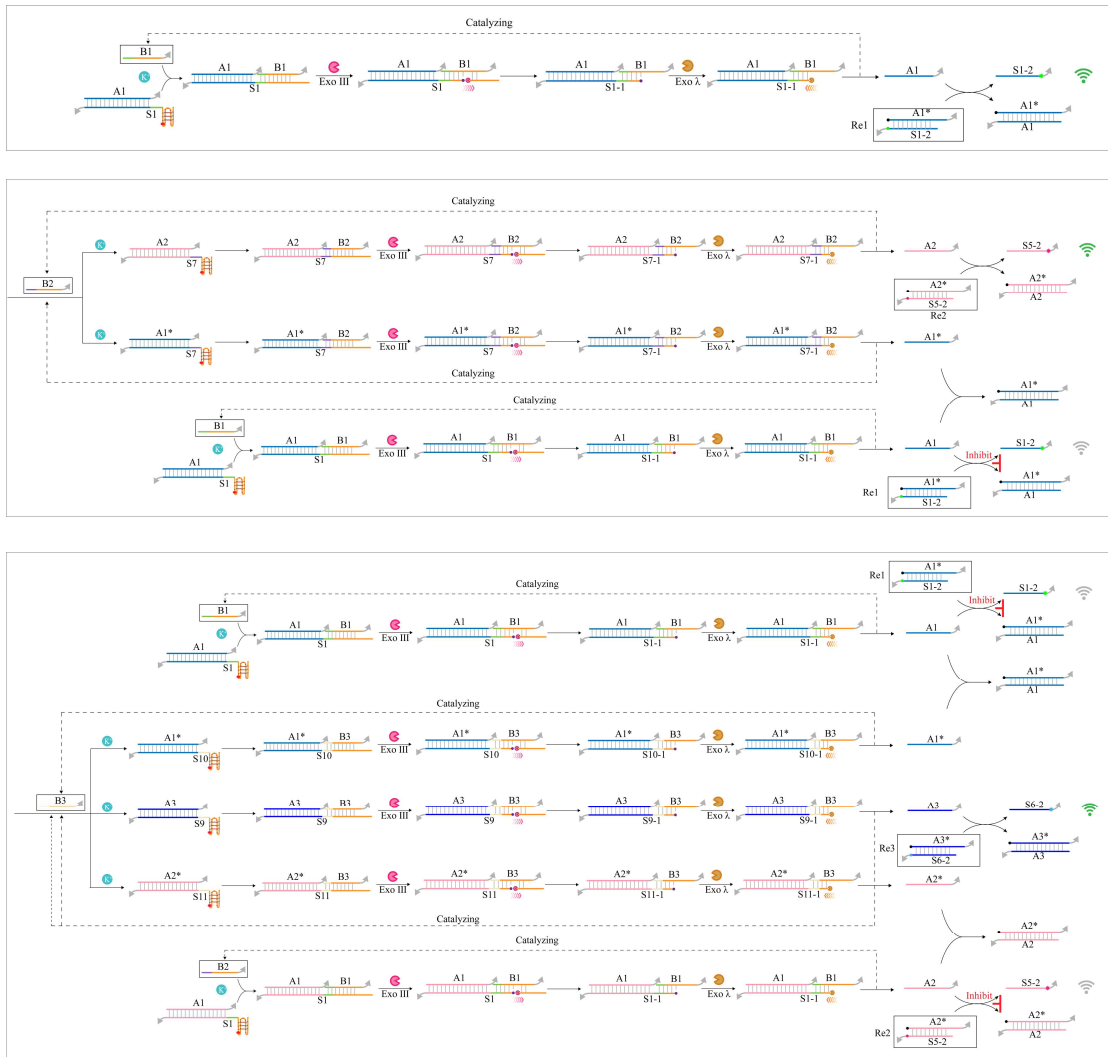 Catalyzing
B1
K
A1 B1 A1 B1 A1 B1 A1 B1 A1 S1-2
A1 S1 Exo III S1 S1-1 Exo λ S1-1
S1
A1*
Re1 S1-2
A1*
A1
Catalyzing
K A2 A2 B2 A2 B2 A2 B2 A2 B2 A2 S5-2
S7 S7 Exo III S7 S7-1 Exo λ S7-1
B2
A2*
S5-2
Re2
A2*
A2
K A1* A1* B2 A1* B2 A1* B2 A1* B2 A1*
S7 S7 Exo III S7 S7-1 Exo λ S7-1
Catalyzing
A1*
A1
Catalyzing
B1
K
A1 B1 A1 B1 A1 B1 A1 B1 A1 S1-2
A1 S1 Exo III S1 S1-1 Exo λ S1-1 Inhibit
S1
A1*
Re1 S1-2
A1*
A1
A1*
Re1 S1-2
Catalyzing
Inhibit S1-2
B1
K
A1 B1 A1 B1 A1 B1 A1 B1 A1 A1*
A1
A1 S1 Exo III S1 S1-1 Exo λ S1-1
S1
A1*
A1
Catalyzing
K A1* A1* B3 A1* B3 A1* B3 A1* B3 A1*
S10 S10 Exo III S10 S10-1 Exo λ S10-1
B3
K A3 A3 B3 A3 B3 A3 B3 A3 B3 A3 S6-2
S9 S9 Exo III S9 S9-1 Exo λ S9-1
A3*
Re3 S6-2
A3*
A3
K A2* A2* B3 A2* B3 A2* B3 A2* B3 A2*
S11 S11 Exo III S11 S11-1 Exo λ S11-1
Catalyzing
A2*
A2
Catalyzing
B2
K
A1 B1 A1 B1 A1 B1 A1 B1 A2 S5-2
A1 S1 Exo III S1 S1-1 Exo λ S1-1 Inhibit
S1
A2*
Re2 S5-2
A2*
A2